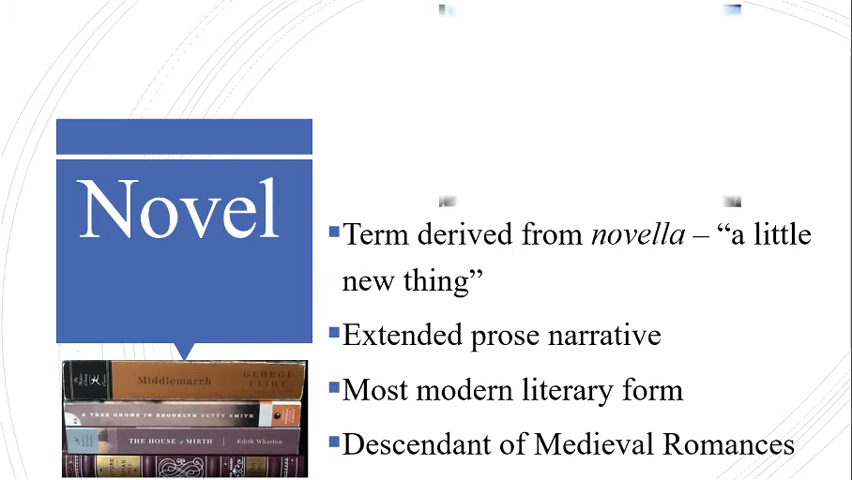 Novel
▪Term derived from novella – “a little
new thing”
▪Extended prose narrative
▪Most modern literary form
▪Descendant of Medieval Romances
Middlemarch GEORGE ELIOT
A TREE GROWS IN BROOKLYN BETTY SMITH
THE HOUSE of MIRTH Edith Wharton